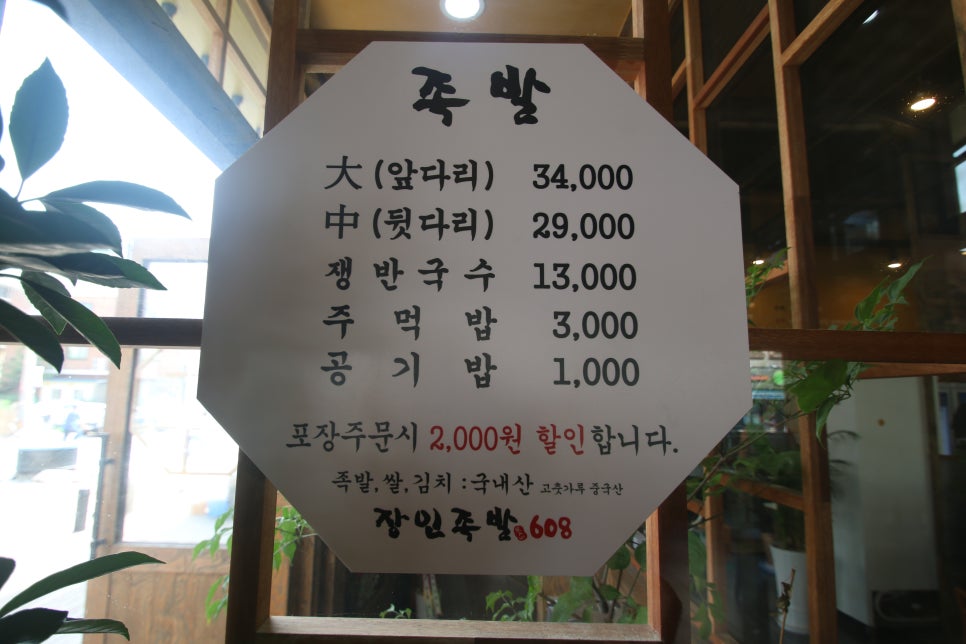 족발
大 (앞다리) 34,000
中 (뒷다리) 29,000
쟁반국수 13,000
주먹밥 3,000
공기밥 1,000
포장주문시 2,000원 할인합니다.
족발,쌀,김치 : 국내산 고춧가루 중국산
장인족발 608